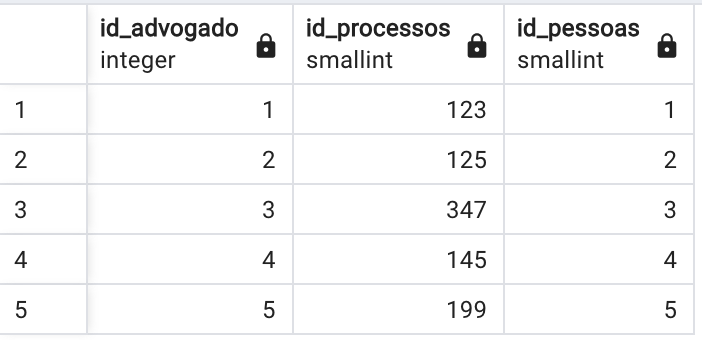 id_advogado id_processos id_pessoas
integer smallint smallint
1 1 123 1
2 2 125 2
3 3 347 3
4 4 145 4
5 5 199 5